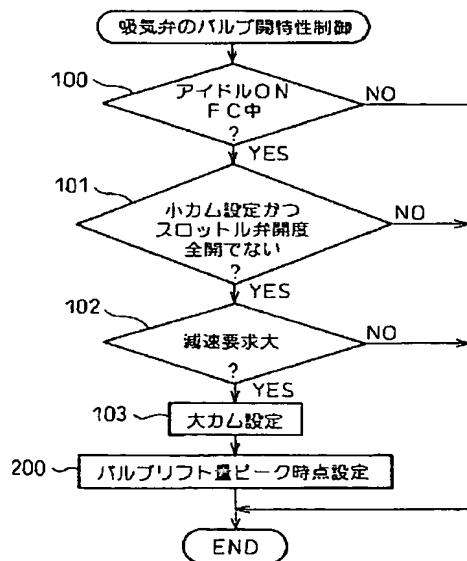 吸気弁のバルブ開特性制御
100
アイドルON
FC中
?
NO
YES
101
小カム設定かつ
スロットル弁開度
全開でない
?
NO
YES
102
減速要求大
?
NO
YES
103
大カム設定
200
バルブリフト量ピーク時点設定
END